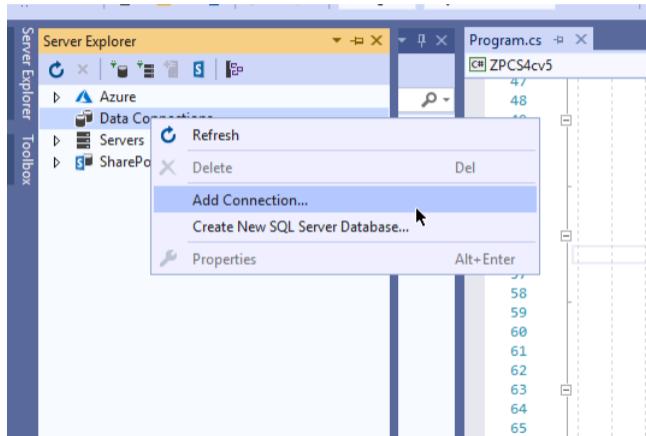 Server Explorer
Toolbox
Server Explorer
Azure
Data Connections
Servers
SharePo
Refresh
Delete Del
Add Connection...
Create New SQL Server Database...
Properties Alt+Enter
Program.cs
C# ZPCS4cv5
47
48
58
59
60
61
62
63
64
65